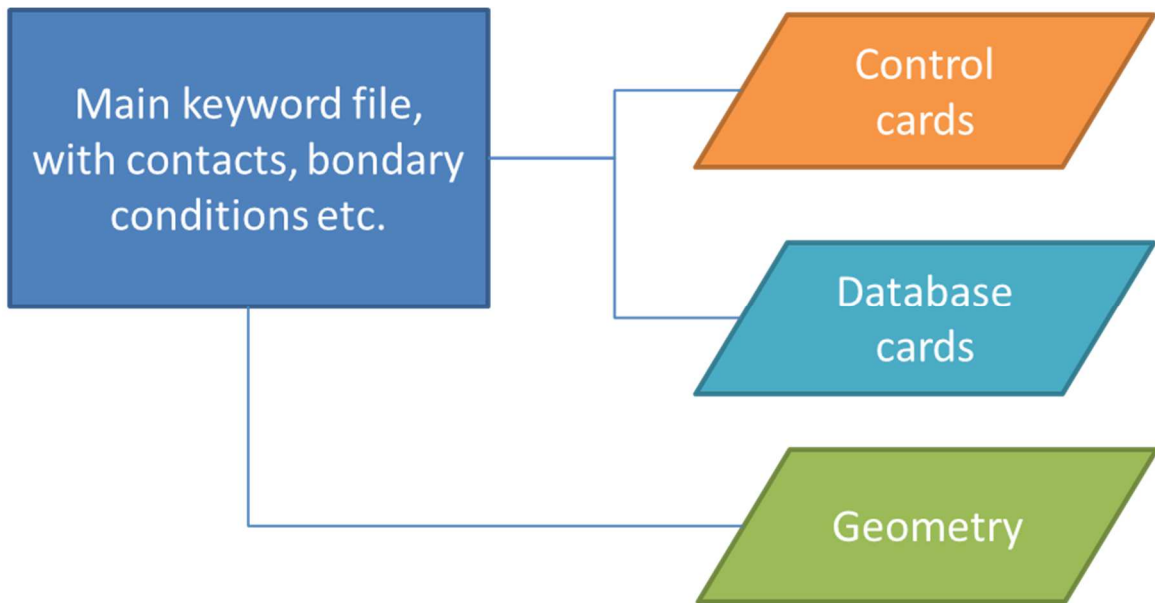 Main keyword file,
with contacts, bondary
conditions etc.
Control
cards
Database
cards
Geometry